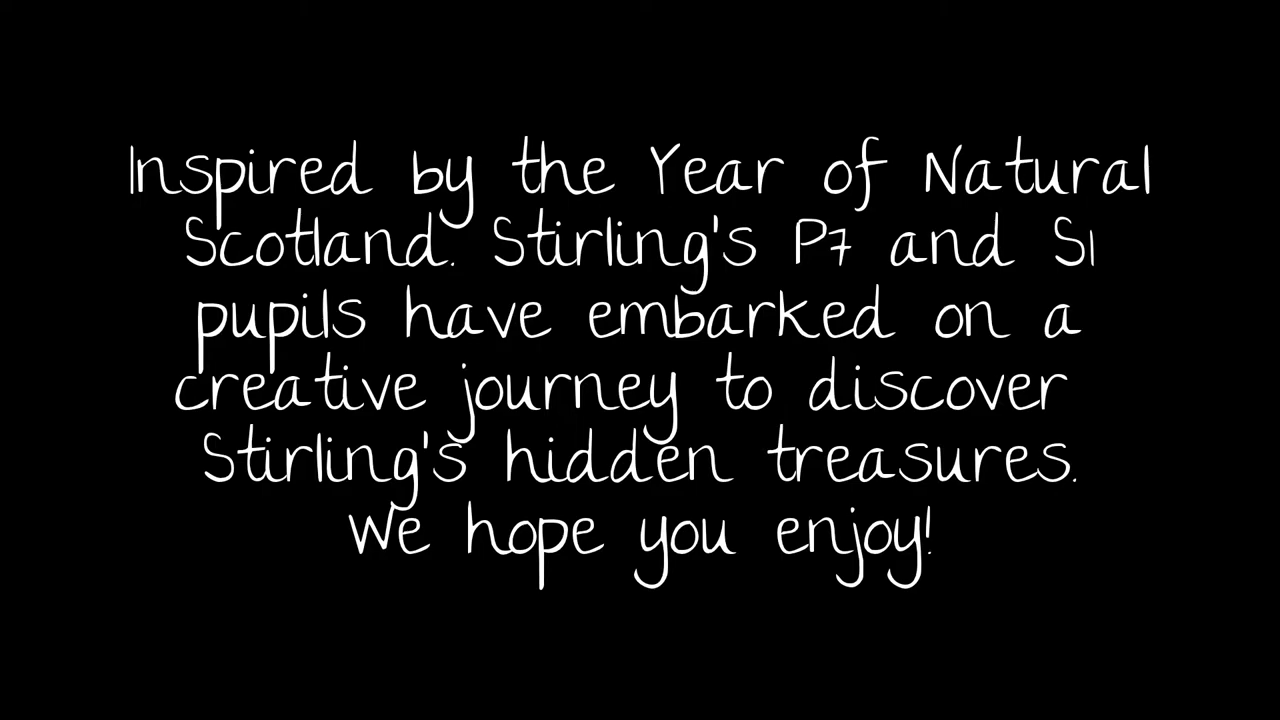 Inspired by the Year of Natural
Scotland. Stirling's P7 and S1
pupils have embarked on a
creative journey to discover
Stirling's hidden treasures.
We hope you enjoy!